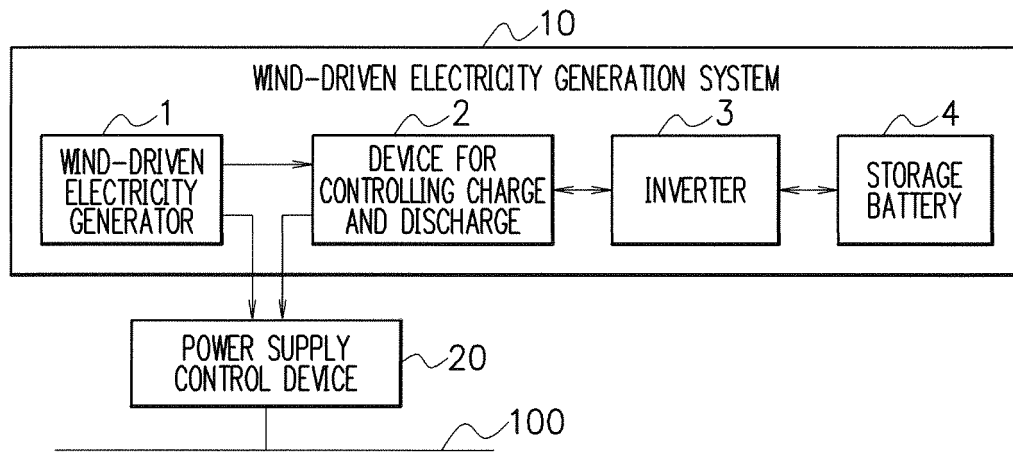 10
WIND-DRIVEN ELECTRICITY GENERATION SYSTEM
1
WIND-DRIVEN
ELECTRICITY
GENERATOR
2
DEVICE FOR
CONTROLLING CHARGE
AND DISCHARGE
3
INVERTER
4
STORAGE
BATTERY
POWER SUPPLY
CONTROL DEVICE
20
100